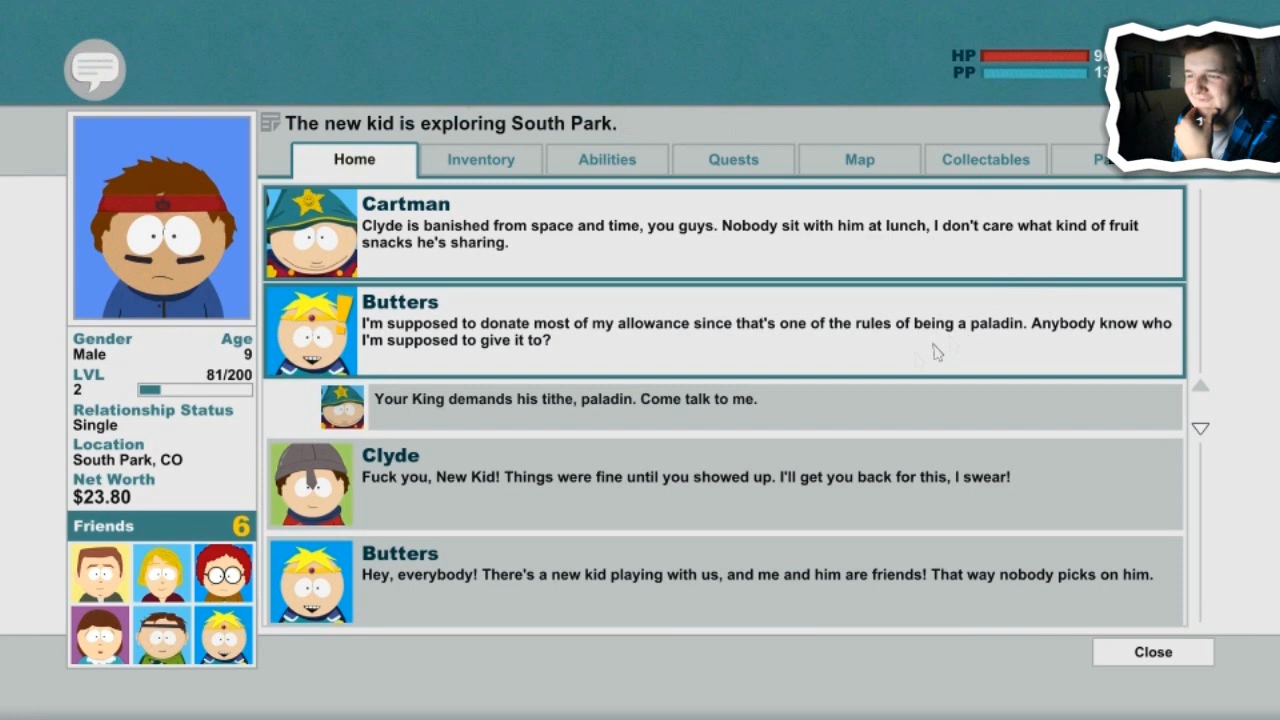 HP 9
PP 13
The new kid is exploring South Park.
Home Inventory Abilities Quests Map Collectables
Cartman
Clyde is banished from space and time, you guys. Nobody sit with him at lunch, I don't care what kind of fruit
snacks he's sharing.
Butters
I'm supposed to donate most of my allowance since that's one of the rules of being a paladin. Anybody know who
I'm supposed to give it to?
Your King demands his tithe, paladin. Come talk to me.
Clyde
Fuck you, New Kid! Things were fine until you showed up. I'll get you back for this, I swear!
Butters
Hey, everybody! There's a new kid playing with us, and me and him are friends! That way nobody picks on him.
Gender Age
Male 9
LVL 81/200
2
Relationship Status
Single
Location
South Park, CO
Net Worth
$23.80
Friends 6
Close